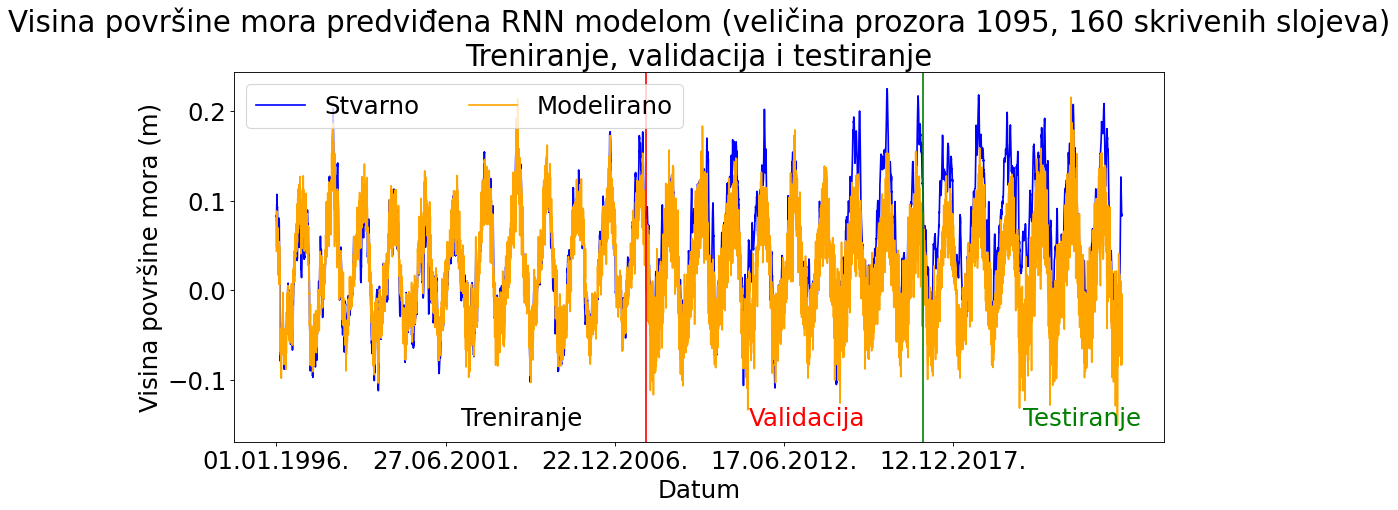 Visina površine mora predviđena RNN modelom (veličina prozora 1095, 160 skrivenih slojeva)
Treniranje, validacija i testiranje
Stvarno
Modelirano
Visina površine mora (m)
0.2
0.1
0.0
−0.1
Treniranje
Validacija
Testiranje
01.01.1996.
27.06.2001.
22.12.2006.
17.06.2012.
12.12.2017.
Datum